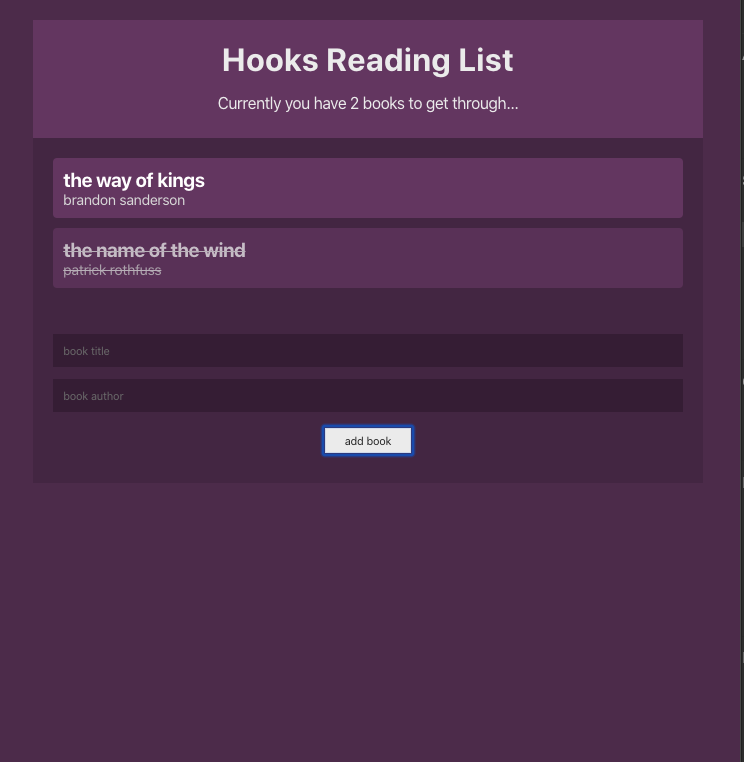 Hooks Reading List
Currently you have 2 books to get through...
the way of kings
brandon sanderson
the name of the wind
patrick rothfuss
book title
book author
add book